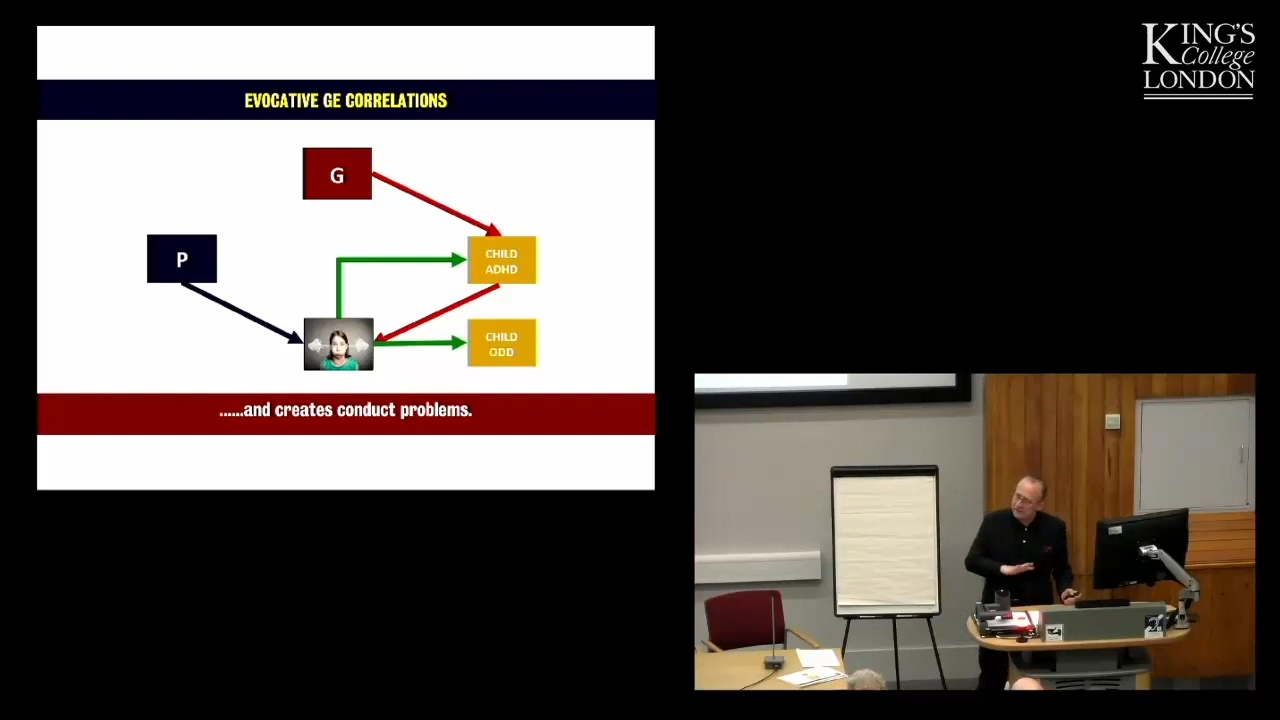 EVOCATIVE GE CORRELATIONS
G
P
CHILD
ADHD
CHILD
ODD
......and creates conduct problems.
KING'S
College
LONDON